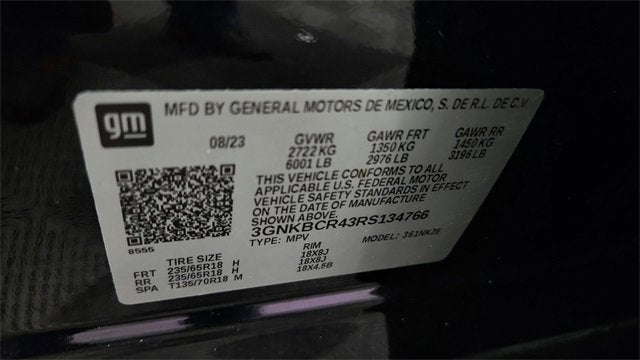 gm
MFD BY GENERAL MOTORS DE MEXICO, S. DE R.L. DE C.V
08/23
GVWR GAWR FRT GAWR RR
2722 KG 1350 KG 1450 KG
6001 LB 2976 LB 3196 LB
THIS VEHICLE CONFORMS TO ALL
APPLICABLE U.S. FEDERAL MOTOR
VEHICLE SAFETY STANDARDS IN EFFECT
ON THE DATE OF MANUFACTURE
SHOWN ABOVE.
3GNKBCR43RS134766
TYPE: MPV MODEL: 361NK26
8555
TIRE SIZE RIM
FRT 235/65R18 H 18X8J
RR 235/65R18 H 18X8J
SPA T135/70R18 M 18X4.5B